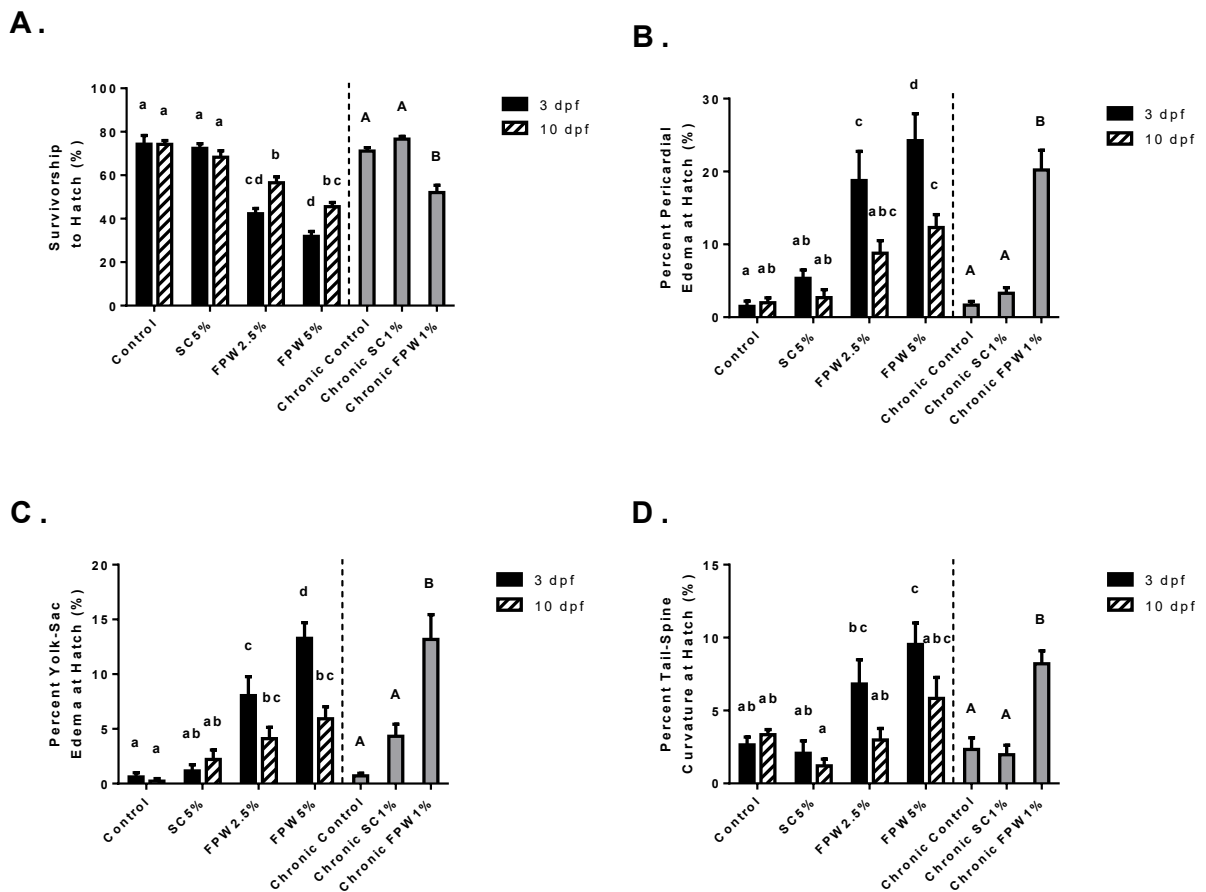 A.
100
80
60
40
20
0
Survivorship
to Hatch (%)
a a a a cd b d bc A A B
Control SC5% FPW2.5% FPW5% Chronic Control Chronic SC1% Chronic FPW1%
3 dpf
10 dpf
B.
30
20
10
0
Percent Pericardial
Edema at Hatch (%)
a ab ab ab c abc d c A A B
Control SC5% FPW2.5% FPW5% Chronic Control Chronic SC1% Chronic FPW1%
3 dpf
10 dpf
C.
20
15
10
5
0
Percent Yolk-Sac
Edema at Hatch (%)
a a ab ab c bc d bc A A B
Control SC5% FPW2.5% FPW5% Chronic Control Chronic SC1% Chronic FPW1%
3 dpf
10 dpf
D.
15
10
5
0
Percent Tail-Spine
Curvature at Hatch (%)
ab ab ab a bc ab c abc A A B
Control SC5% FPW2.5% FPW5% Chronic Control Chronic SC1% Chronic FPW1%
3 dpf
10 dpf